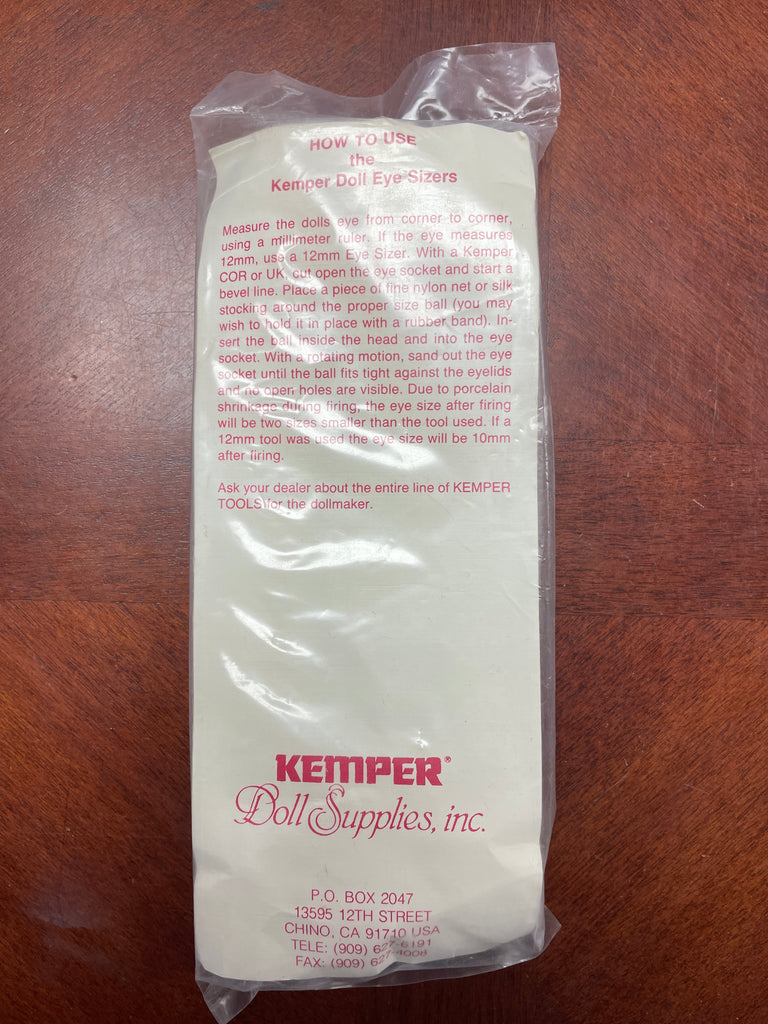 HOW TO USE
the
Kemper Doll Eye Sizers
Measure the dolls eye from corner to corner,
using a millimeter ruler. If the eye measures
12mm, use a 12mm Eye Sizer. With a Kemper
COR or UK, cut open the eye socket and start a
bevel line. Place a piece of fine nylon net or silk
stocking around the proper size ball (you may
wish to hold it in place with a rubber band). In-
sert the ball inside the head and into the eye
socket. With a rotating motion, sand out the eye
socket until the ball fits tight against the eyelids
and no open holes are visible. Due to porcelain
shrinkage during firing, the eye size after firing
will be two sizes smaller than the tool used. If a
12mm tool was used the eye size will be 10mm
after firing.
Ask your dealer about the entire line of KEMPER
TOOLS for the dollmaker.
KEMPER®
Doll Supplies, inc.
P.O. BOX 2047
13595 12TH STREET
CHINO, CA 91710 USA
TELE: (909) 627-6191
FAX: (909) 627-4008